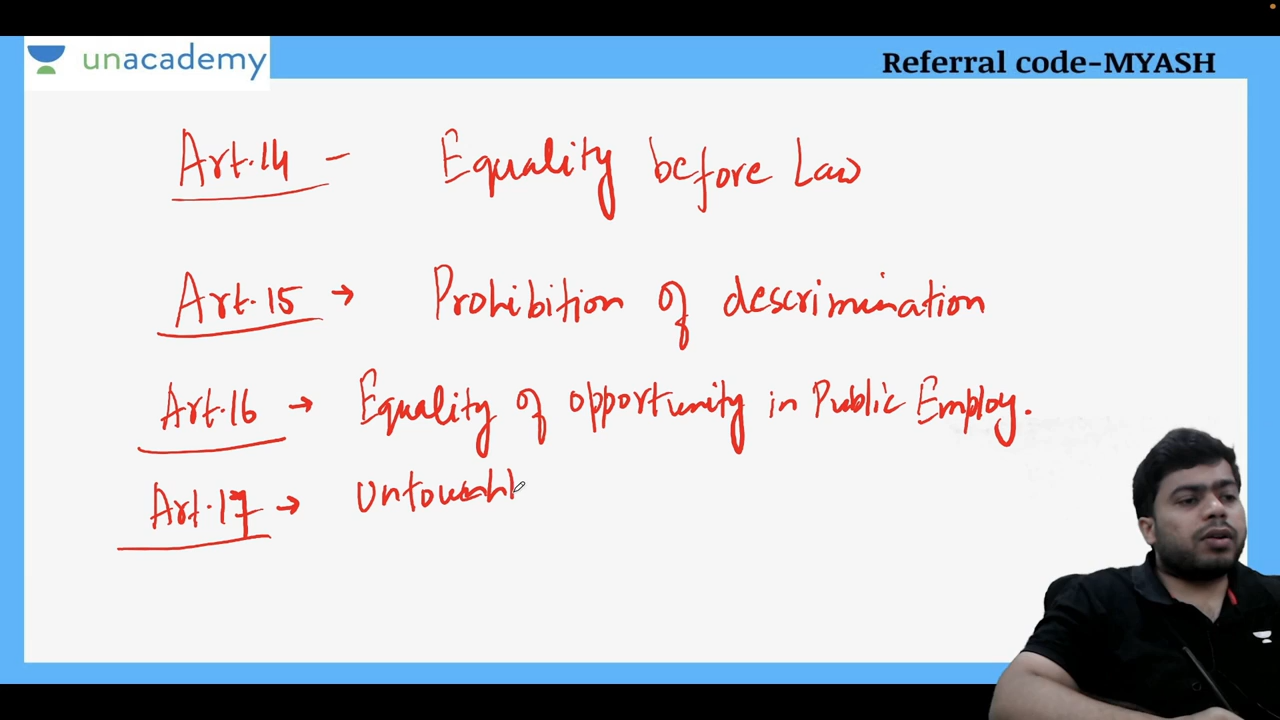 unacademy
Referral code-MYASH
Art.14 - Equality before Law
Art.15 → Prohibition of descrimination
Art.16 → Equality of opportunity in Public Employ.
Art.17 →